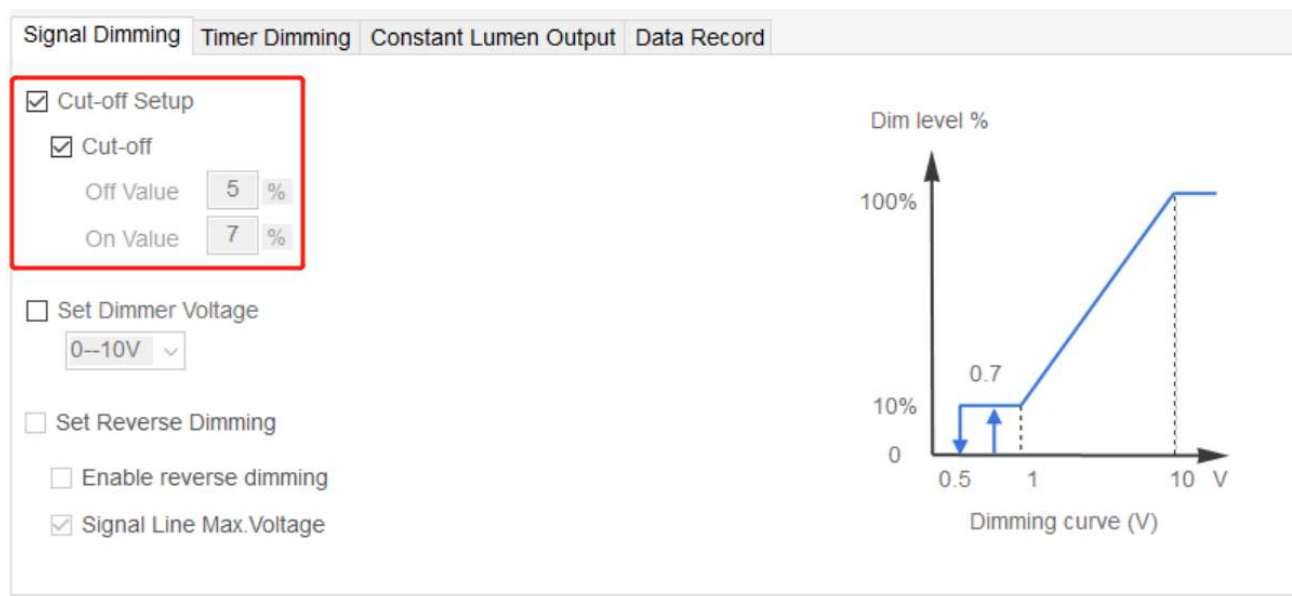 Signal Dimming Timer Dimming Constant Lumen Output Data Record
Cut-off Setup
Cut-off
Off Value 5 %
On Value 7 %
Set Dimmer Voltage
0--10V
Set Reverse Dimming
Enable reverse dimming
Signal Line Max.Voltage
Dim level %
100%
0.7
10%
0
0.5 1 10 V
Dimming curve (V)